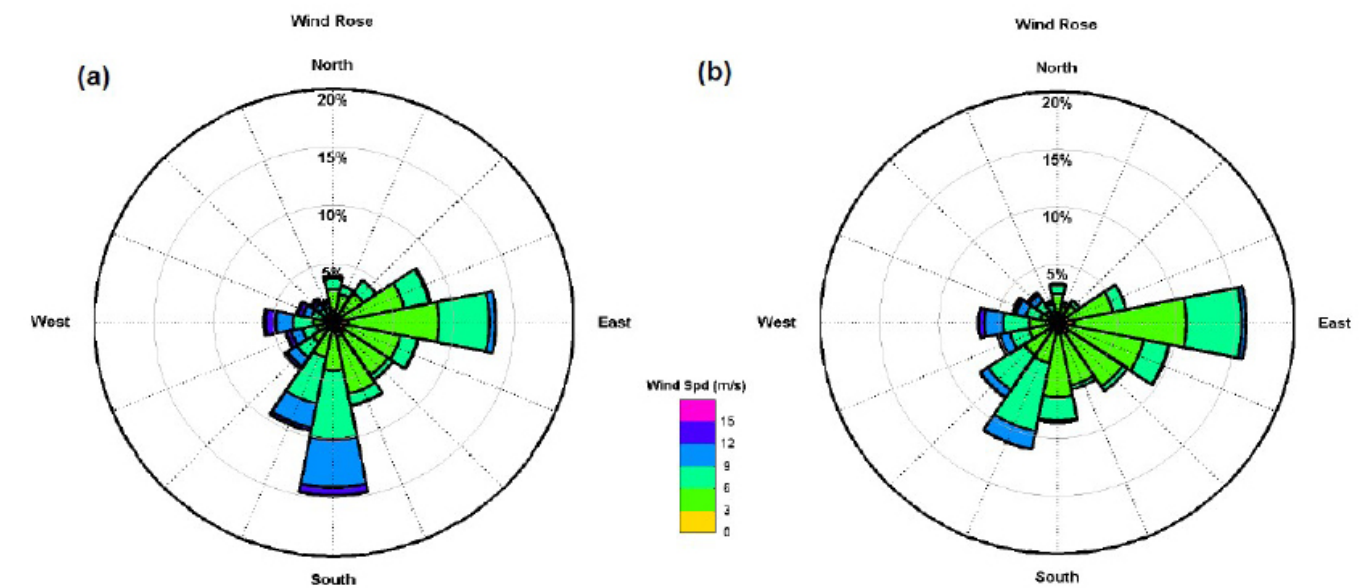 Wind Rose
North
(a)
20%
15%
10%
5%
West
East
South
Wind Spd (m/s)
15
12
9
6
3
0
Wind Rose
North
(b)
20%
15%
10%
5%
West
East
South